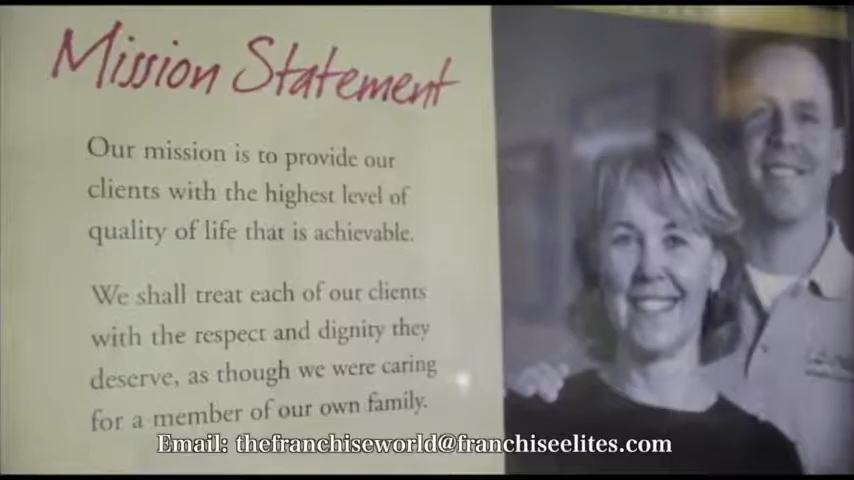 Mission Statement
Our mission is to provide our
clients with the highest level of
quality of life that is achievable.
We shall treat each of our clients
with the respect and dignity they
deserve, as though we were caring
for a member of our own family.
Email: thefranchiseworld@franchiseelites.com